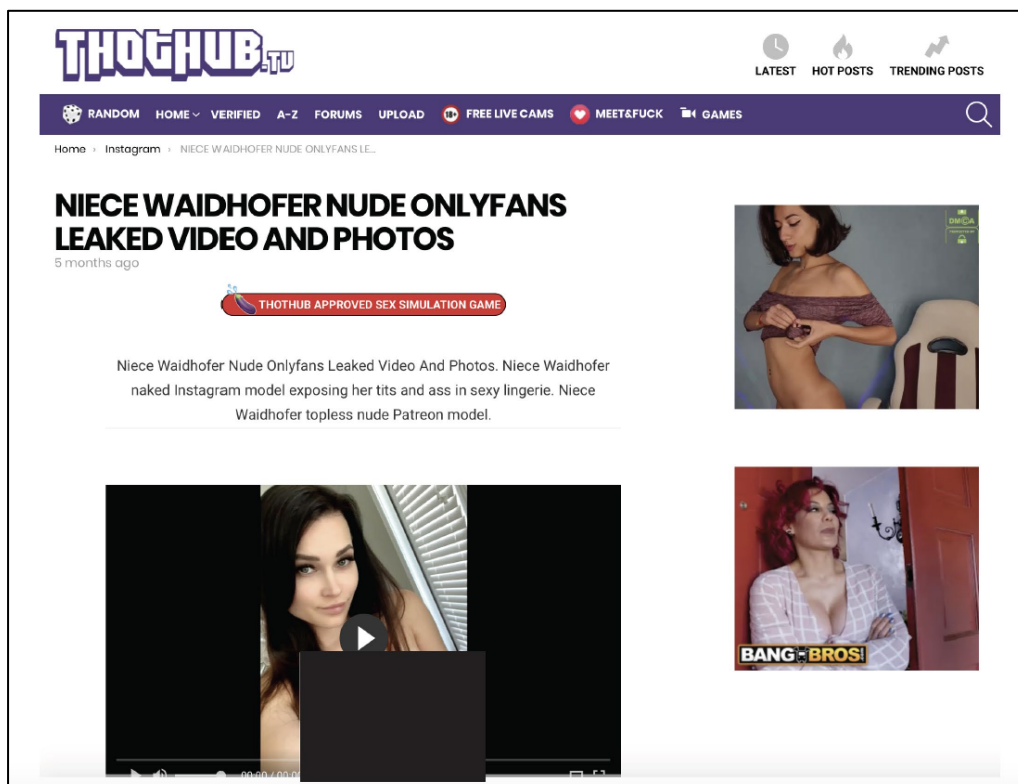 THOTHUB.TV
LATEST HOT POSTS TRENDING POSTS
RANDOM HOME VERIFIED A-Z FORUMS UPLOAD 18+ FREE LIVE CAMS MEET&FUCK GAMES
Home › Instagram › NIECE WAIDHOFER NUDE ONLYFANS LE...
NIECE WAIDHOFER NUDE ONLYFANS
LEAKED VIDEO AND PHOTOS
5 months ago
THOTHUB APPROVED SEX SIMULATION GAME
Niece Waidhofer Nude Onlyfans Leaked Video And Photos. Niece Waidhofer
naked Instagram model exposing her tits and ass in sexy lingerie. Niece
Waidhofer topless nude Patreon model.
DMCA
BANGBROS!